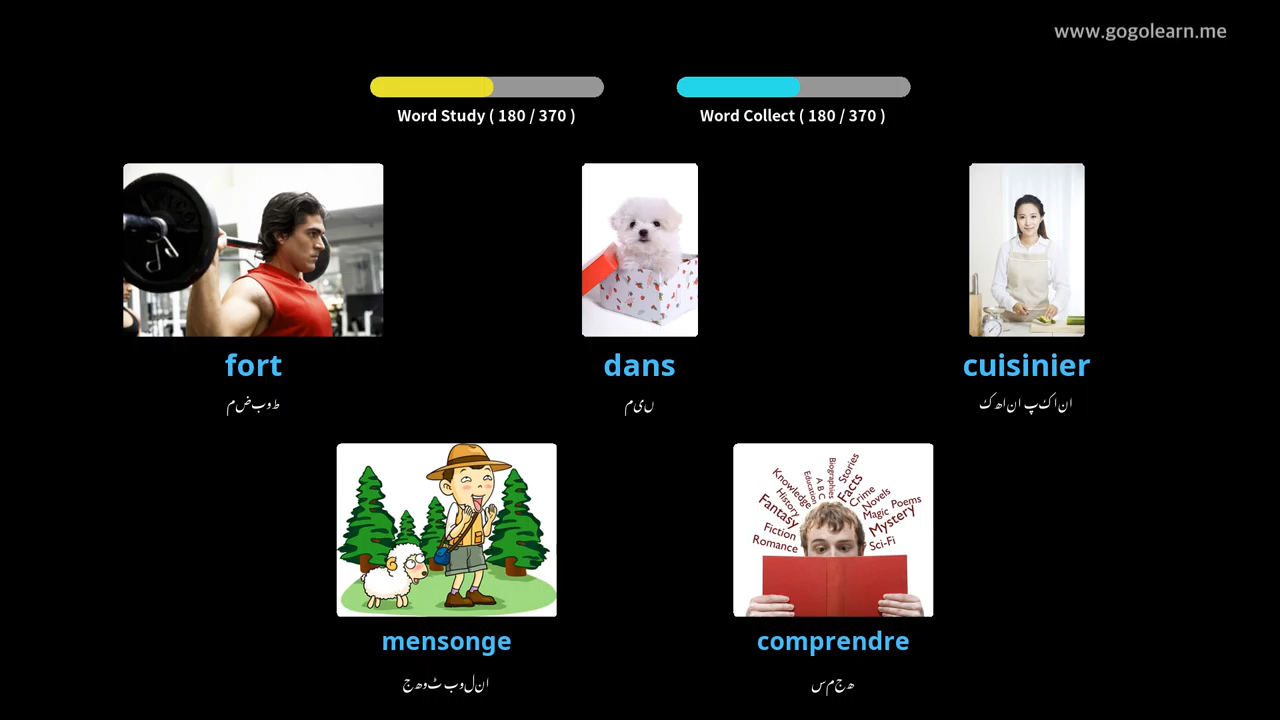 www.gogolearn.me
Word Study ( 180 / 370 )
Word Collect ( 180 / 370 )
fort
dans
cuisinier
طوبضم
ںیم
اناکپ اناھک
Knowledge
History
Fantasy
Fiction
Romance
Education
A B C
Biographies
Stories
Facts
Crime
Novels
Magic
Poems
Mystery
Sci-Fi
mensonge
comprendre
انلوب ٹوھج
ھجمس